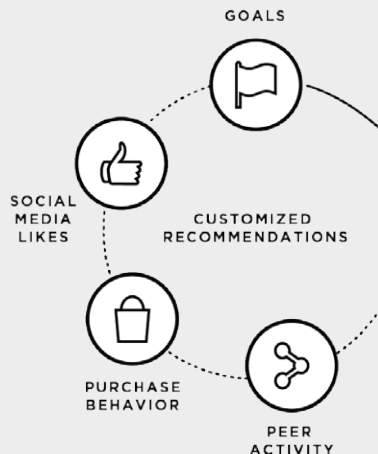 GOALS
SOCIAL
MEDIA
LIKES
CUSTOMIZED
RECOMMENDATIONS
PURCHASE
BEHAVIOR
PEER
ACTIVITY